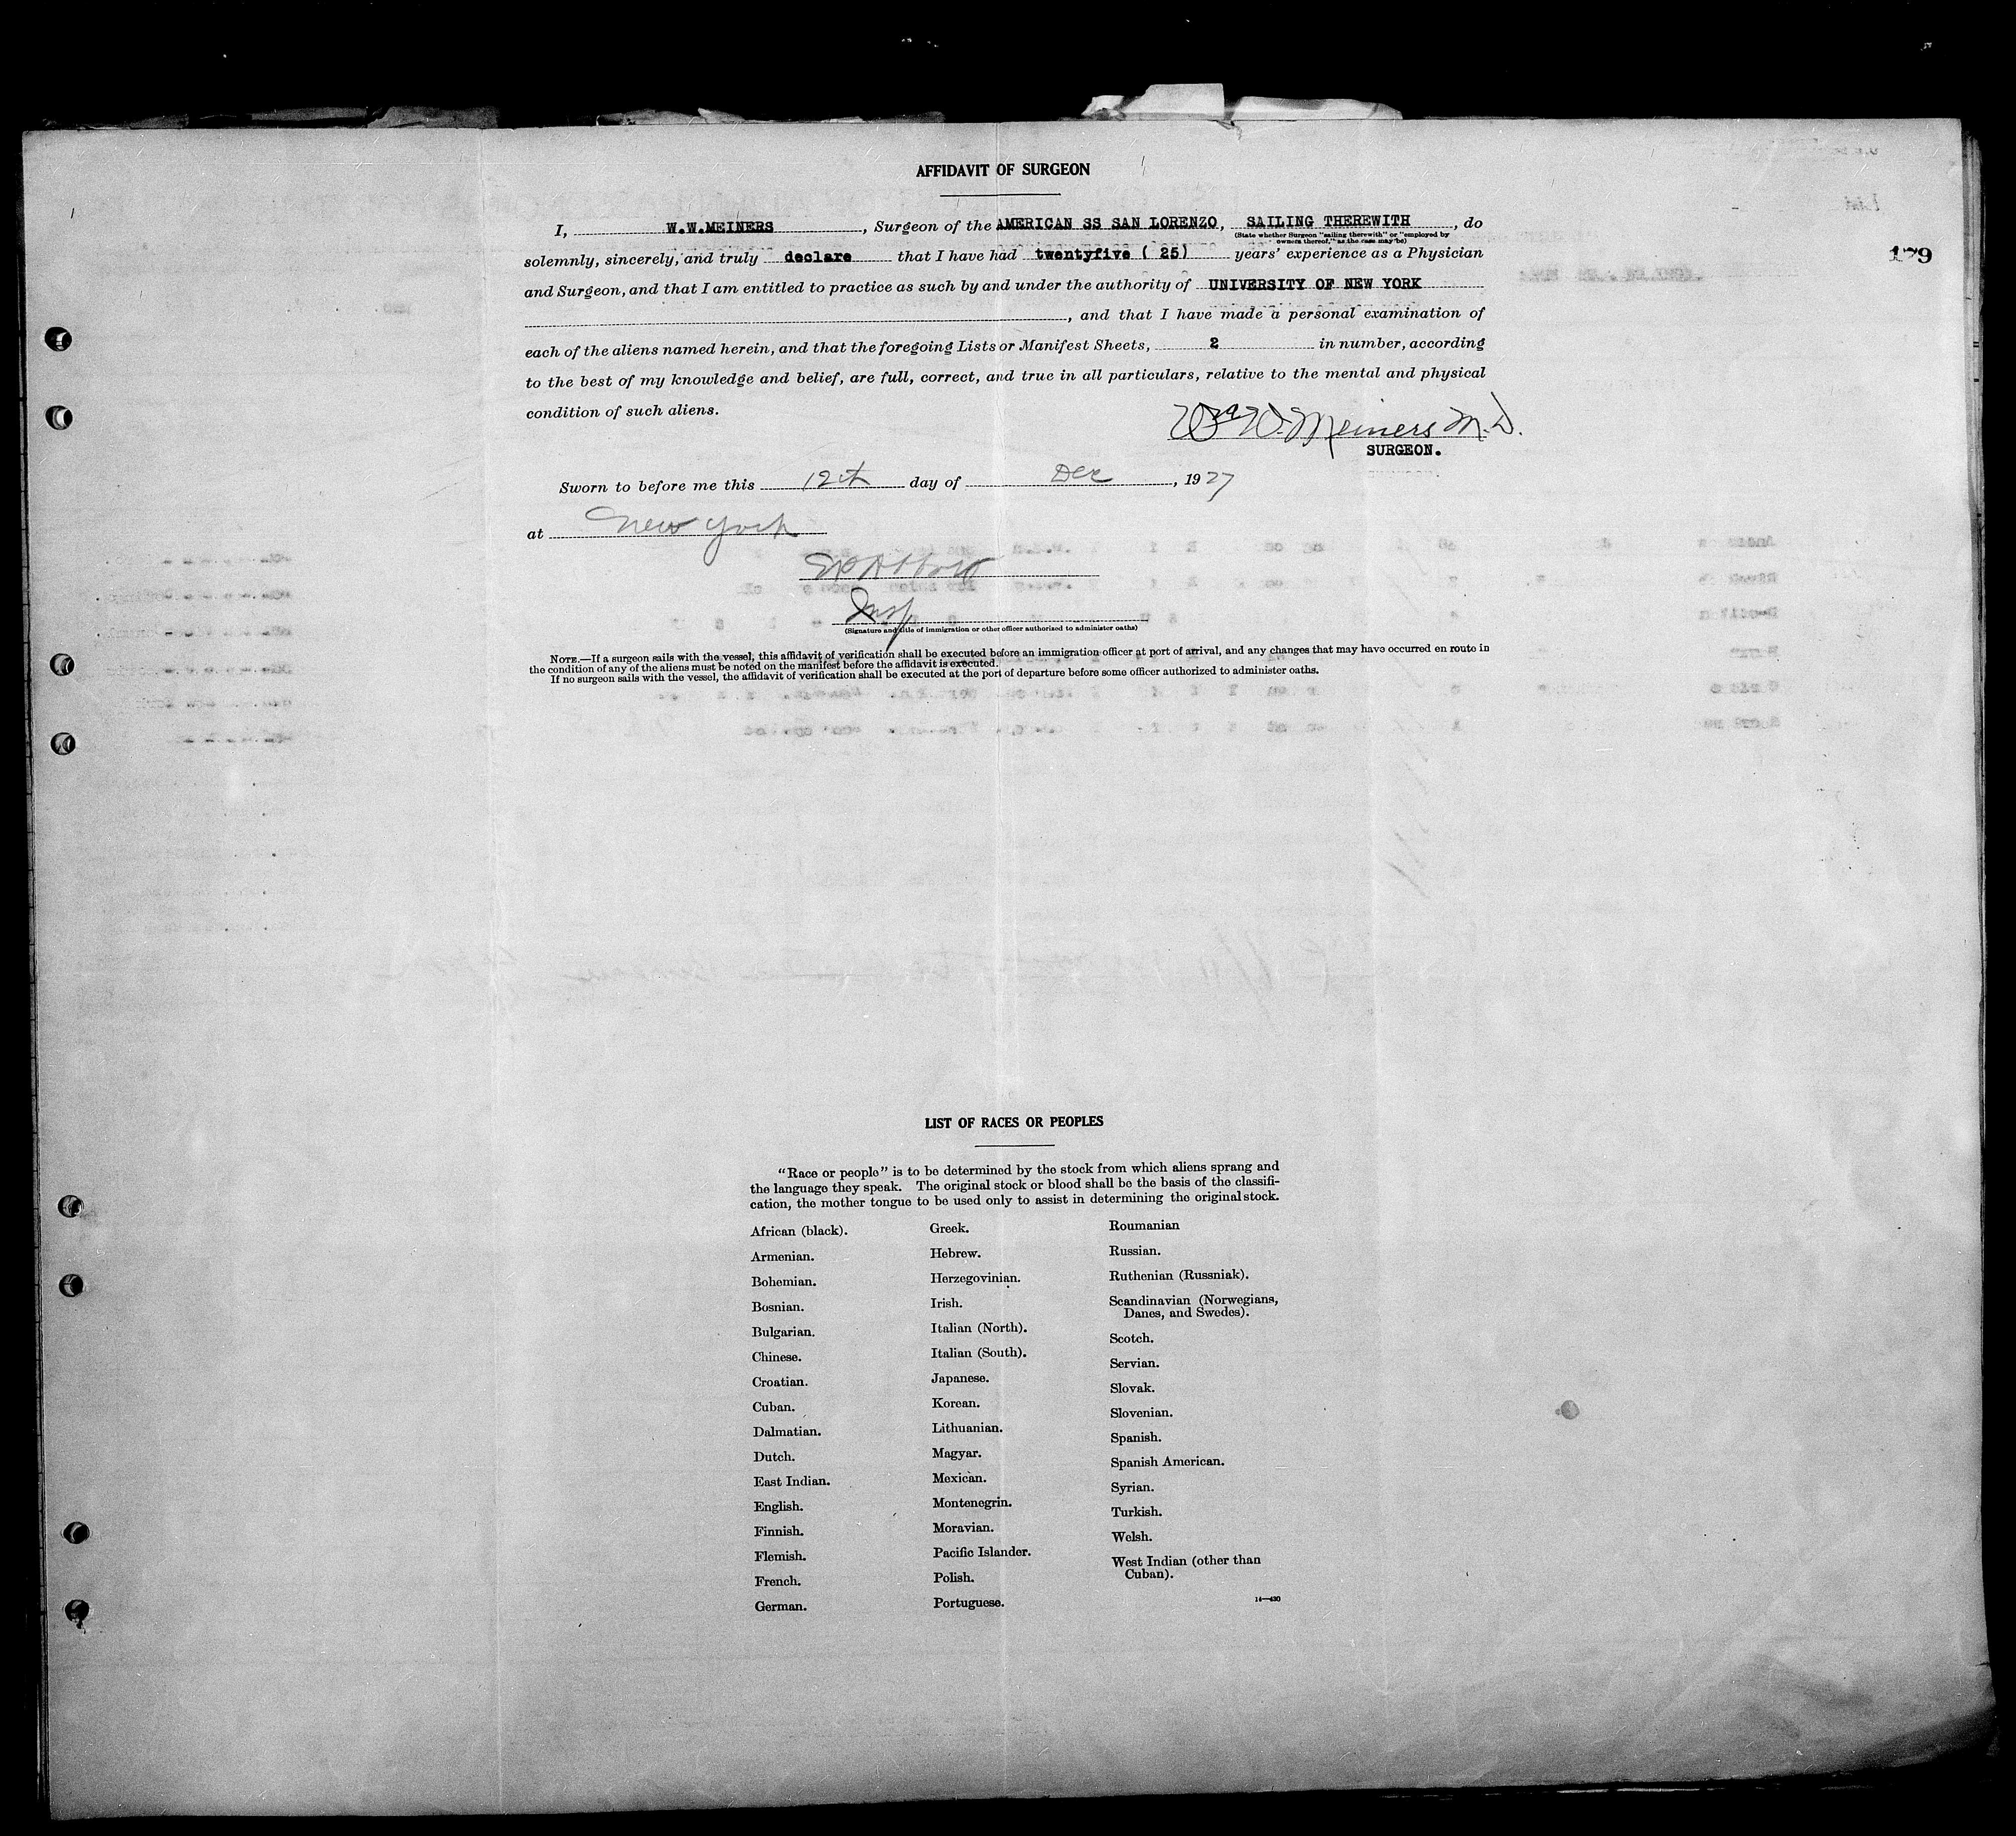 AFFIDAVIT OF SURGEON
I, W.W.MEINERS, Surgeon of the AMERICAN SS SAN LORENZO, SAILING THEREWITH, do
(State whether Surgeon "sailing therewith" or "employed by
owners thereof," as the case may be)
179
solemnly, sincerely, and truly declare that I have had twentyfive ( 25) years' experience as a Physician
and Surgeon, and that I am entitled to practice as such by and under the authority of UNIVERSITY OF NEW YORK
, and that I have made a personal examination of
each of the aliens named herein, and that the foregoing Lists or Manifest Sheets, 2 in number, according
to the best of my knowledge and belief, are full, correct, and true in all particulars, relative to the mental and physical
condition of such aliens.
Wm W. Meiners M.D.
SURGEON.
Sworn to before me this 12th day of Dec, 1927
at New York
Insp
(Signature and title of immigration or other officer authorized to administer oaths)
NOTE.—If a surgeon sails with the vessel, this affidavit of verification shall be executed before an immigration officer at port of arrival, and any changes that may have occurred en route in
the condition of any of the aliens must be noted on the manifest before the affidavit is executed.
If no surgeon sails with the vessel, the affidavit of verification shall be executed at the port of departure before some officer authorized to administer oaths.
LIST OF RACES OR PEOPLES
"Race or people" is to be determined by the stock from which aliens sprang and
the language they speak. The original stock or blood shall be the basis of the classifi-
cation, the mother tongue to be used only to assist in determining the original stock.
African (black).
Armenian.
Bohemian.
Bosnian.
Bulgarian.
Chinese.
Croatian.
Cuban.
Dalmatian.
Dutch.
East Indian.
English.
Finnish.
Flemish.
French.
German.
Greek.
Hebrew.
Herzegovinian.
Irish.
Italian (North).
Italian (South).
Japanese.
Korean.
Lithuanian.
Magyar.
Mexican.
Montenegrin.
Moravian.
Pacific Islander.
Polish.
Portuguese.
Roumanian
Russian.
Ruthenian (Russniak).
Scandinavian (Norwegians,
Danes, and Swedes).
Scotch.
Servian.
Slovak.
Slovenian.
Spanish.
Spanish American.
Syrian.
Turkish.
Welsh.
West Indian (other than
Cuban).
14—430